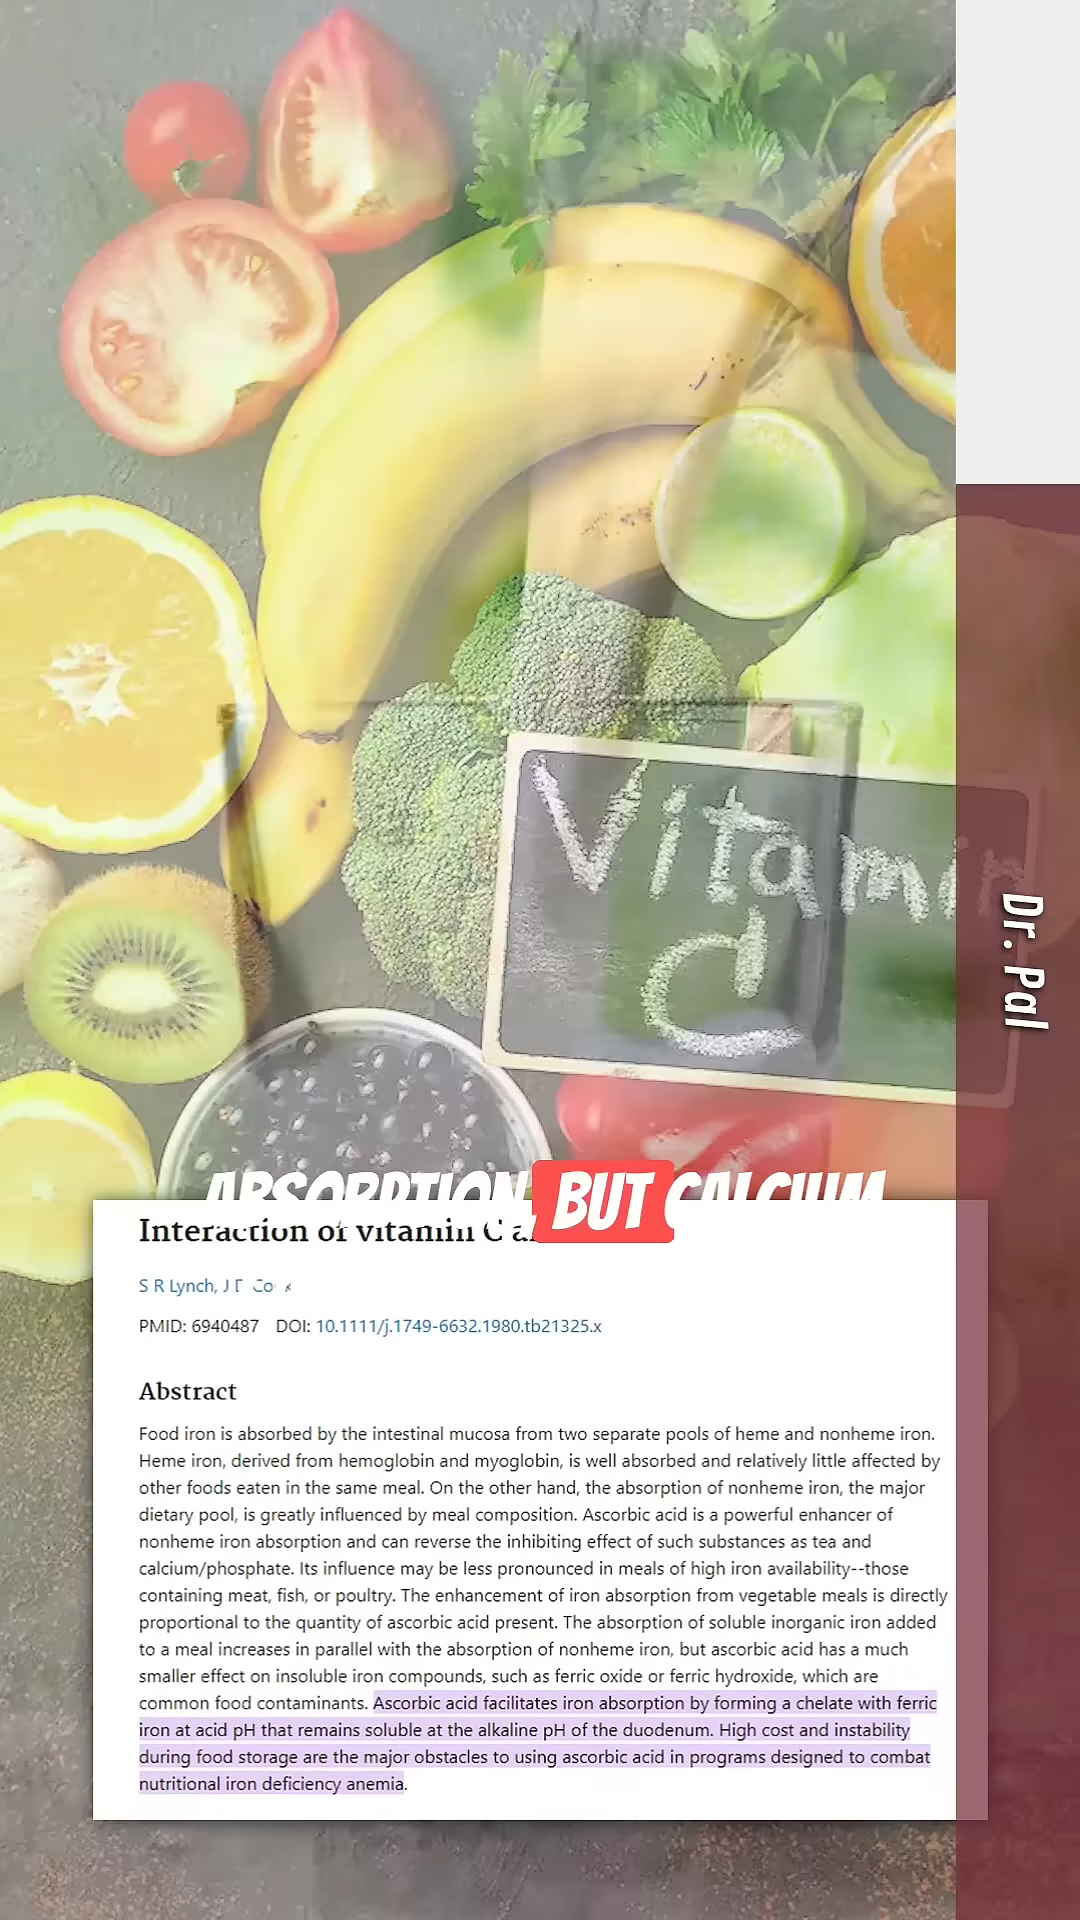 Vitamin
C
Dr. Pal
ABSORPTION. BUT CALCIUM
Interaction of vitamin C
S R Lynch, J
PMID: 6940487 DOI: 10.1111/j.1749-6632.1980.tb21325.x
Abstract
Food iron is absorbed by the intestinal mucosa from two separate pools of heme and nonheme iron.
Heme iron, derived from hemoglobin and myoglobin, is well absorbed and relatively little affected by
other foods eaten in the same meal. On the other hand, the absorption of nonheme iron, the major
dietary pool, is greatly influenced by meal composition. Ascorbic acid is a powerful enhancer of
nonheme iron absorption and can reverse the inhibiting effect of such substances as tea and
calcium/phosphate. Its influence may be less pronounced in meals of high iron availability--those
containing meat, fish, or poultry. The enhancement of iron absorption from vegetable meals is directly
proportional to the quantity of ascorbic acid present. The absorption of soluble inorganic iron added
to a meal increases in parallel with the absorption of nonheme iron, but ascorbic acid has a much
smaller effect on insoluble iron compounds, such as ferric oxide or ferric hydroxide, which are
common food contaminants. Ascorbic acid facilitates iron absorption by forming a chelate with ferric
iron at acid pH that remains soluble at the alkaline pH of the duodenum. High cost and instability
during food storage are the major obstacles to using ascorbic acid in programs designed to combat
nutritional iron deficiency anemia.